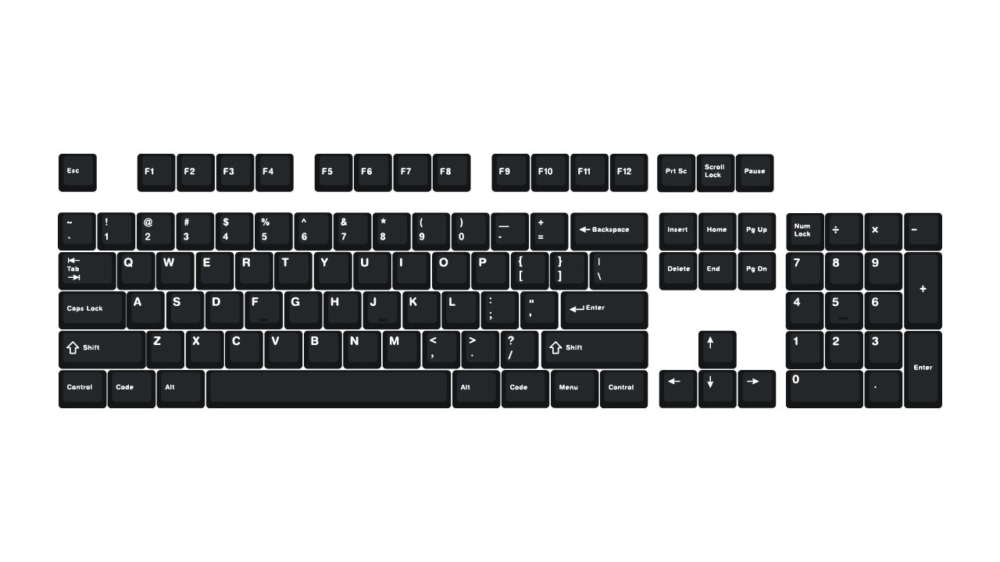 Esc F1 F2 F3 F4 F5 F6 F7 F8 F9 F10 F11 F12 Prt Sc Scroll Lock Pause
~ ! @ # $ % ^ & * ( ) — +
` 1 2 3 4 5 6 7 8 9 0 - = ← Backspace Insert Home Pg Up Num Lock ÷ x –
Tab Q W E R T Y U I O P { } |
[ ] \ Delete End Pg Dn 7 8 9 +
Caps Lock A S D F G H J K L : "
; ' Enter 4 5 6
Shift Z X C V B N M < > ?
, . / Shift ↑ 1 2 3 Enter
Control Code Alt Alt Code Menu Control ← ↓ → 0 .